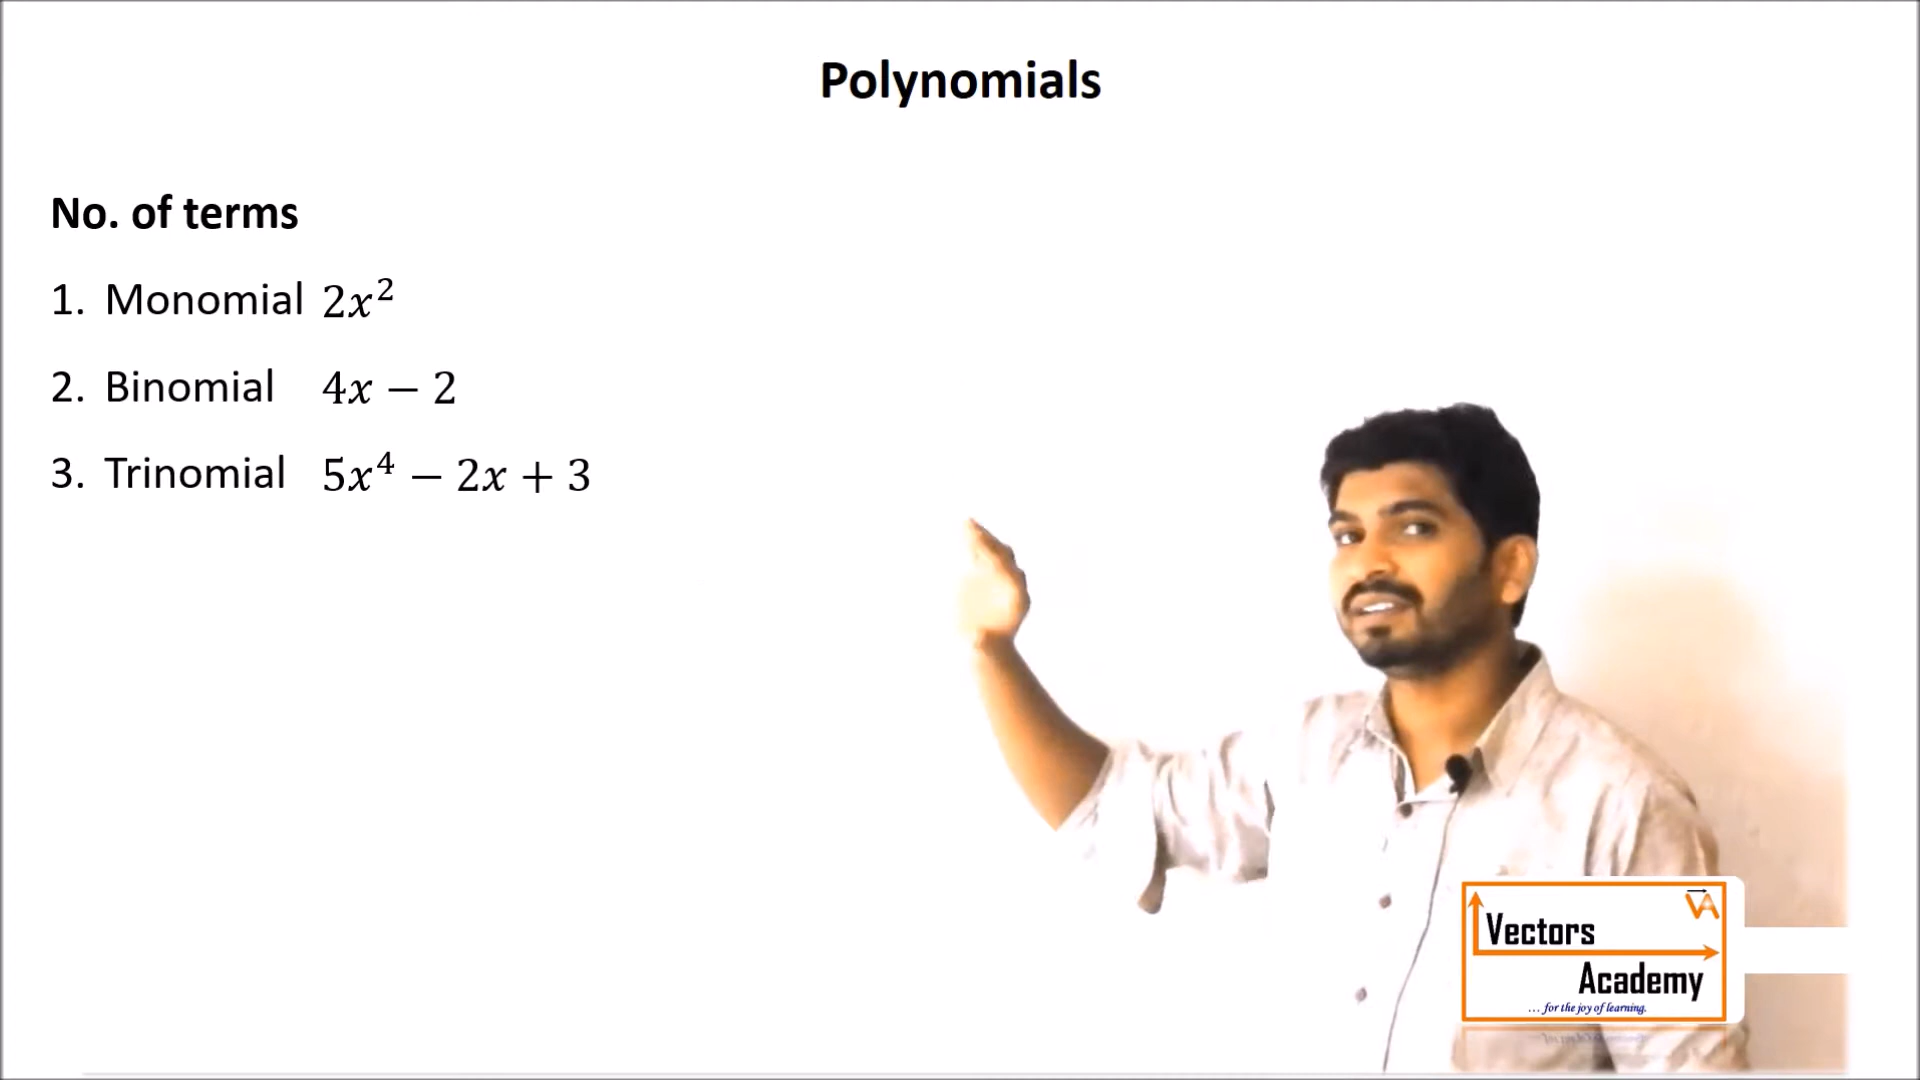 Polynomials
No. of terms
1. Monomial 2x²
2. Binomial 4x − 2
3. Trinomial 5x⁴ − 2x + 3
VA
Vectors
Academy
... for the joy of learning.